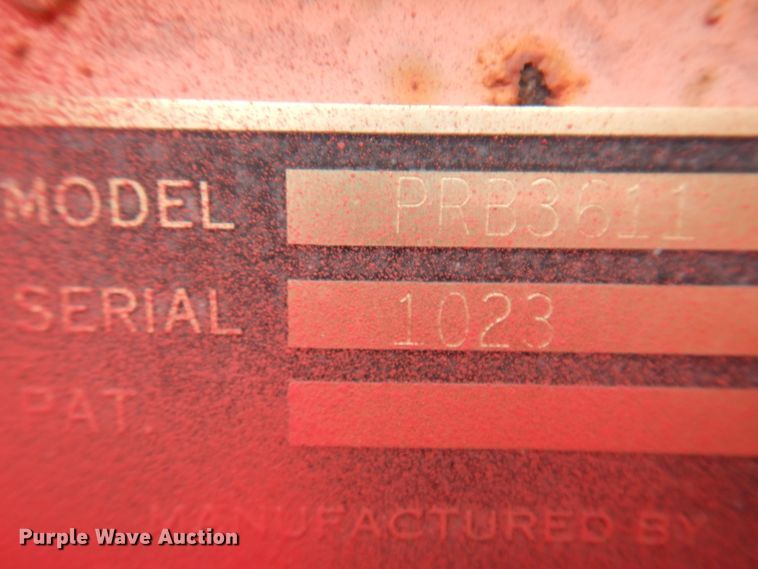 MODEL PRB3611
SERIAL 1023
PAT.
MANUFACTURED BY
Purple Wave Auction